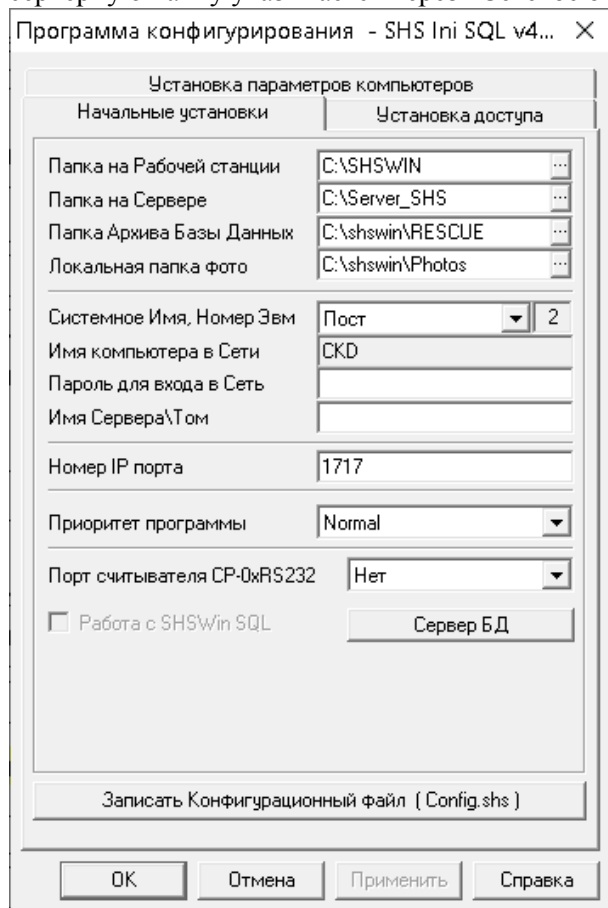 Программа конфигурирования - SHS Ini SQL v4...
Установка параметров компьютеров
Начальные установки
Установка доступа
Папка на Рабочей станции C:\SHSWIN ...
Папка на Сервере C:\Server_SHS ...
Папка Архива Базы Данных C:\shswin\RESCUE ...
Локальная папка фото C:\shswin\Photos ...
Системное Имя, Номер Эвм Пост 2
Имя компьютера в Сети CKD
Пароль для входа в Сеть
Имя Сервера\Том
Номер IP порта 1717
Приоритет программы Normal
Порт считывателя CP-0xRS232 Нет
Работа с SHSWin SQL Сервер БД
Записать Конфигурационный файл ( Config.shs )
OK Отмена Применить Справка